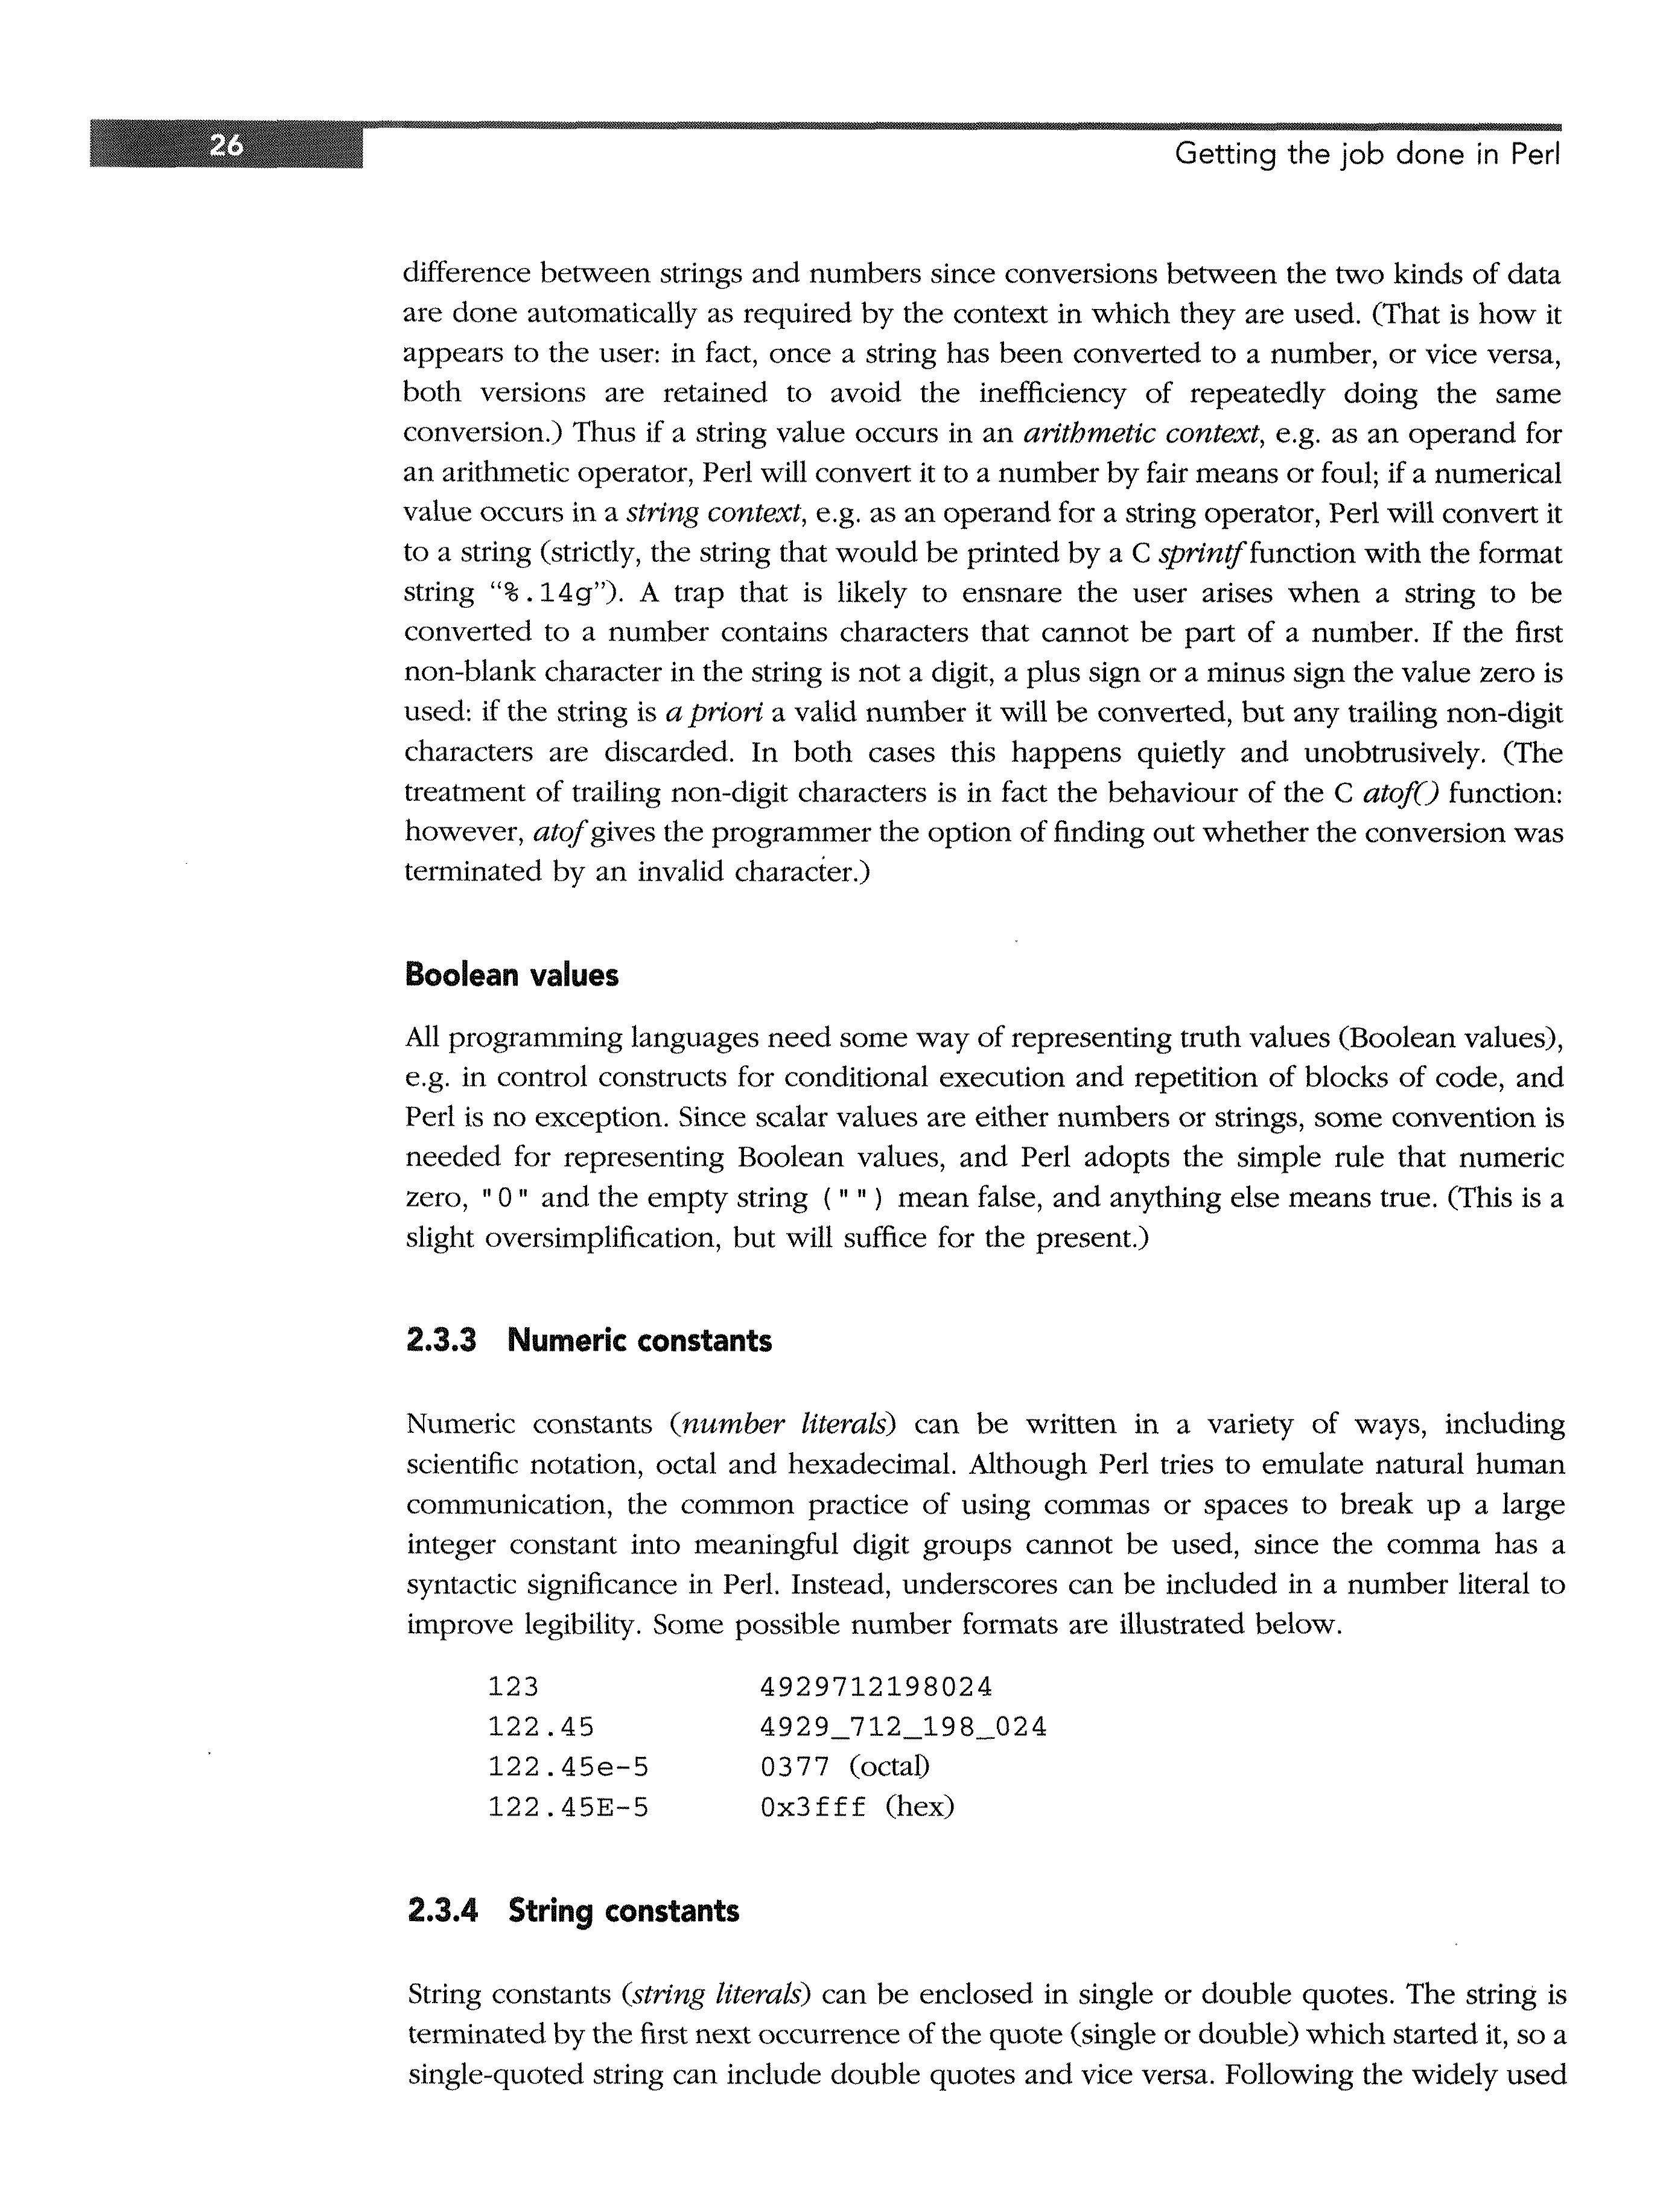 26
Getting the job done in Perl
difference between strings and numbers since conversions between the two kinds of data
are done automatically as required by the context in which they are used. (That is how it
appears to the user: in fact, once a string has been converted to a number, or vice versa,
both versions are retained to avoid the inefficiency of repeatedly doing the same
conversion.) Thus if a string value occurs in an arithmetic context, e.g. as an operand for
an arithmetic operator, Perl will convert it to a number by fair means or foul; if a numerical
value occurs in a string context, e.g. as an operand for a string operator, Perl will convert it
to a string (strictly, the string that would be printed by a C sprintf function with the format
string “%.14g”). A trap that is likely to ensnare the user arises when a string to be
converted to a number contains characters that cannot be part of a number. If the first
non-blank character in the string is not a digit, a plus sign or a minus sign the value zero is
used: if the string is a priori a valid number it will be converted, but any trailing non-digit
characters are discarded. In both cases this happens quietly and unobtrusively. (The
treatment of trailing non-digit characters is in fact the behaviour of the C atof() function:
however, atof gives the programmer the option of finding out whether the conversion was
terminated by an invalid character.)
Boolean values
All programming languages need some way of representing truth values (Boolean values),
e.g. in control constructs for conditional execution and repetition of blocks of code, and
Perl is no exception. Since scalar values are either numbers or strings, some convention is
needed for representing Boolean values, and Perl adopts the simple rule that numeric
zero, "0" and the empty string ("") mean false, and anything else means true. (This is a
slight oversimplification, but will suffice for the present.)
2.3.3 Numeric constants
Numeric constants (number literals) can be written in a variety of ways, including
scientific notation, octal and hexadecimal. Although Perl tries to emulate natural human
communication, the common practice of using commas or spaces to break up a large
integer constant into meaningful digit groups cannot be used, since the comma has a
syntactic significance in Perl. Instead, underscores can be included in a number literal to
improve legibility. Some possible number formats are illustrated below.
123 4929712198024
122.45 4929_712_198_024
122.45e-5 0377 (octal)
122.45E-5 0x3fff (hex)
2.3.4 String constants
String constants (string literals) can be enclosed in single or double quotes. The string is
terminated by the first next occurrence of the quote (single or double) which started it, so a
single-quoted string can include double quotes and vice versa. Following the widely used